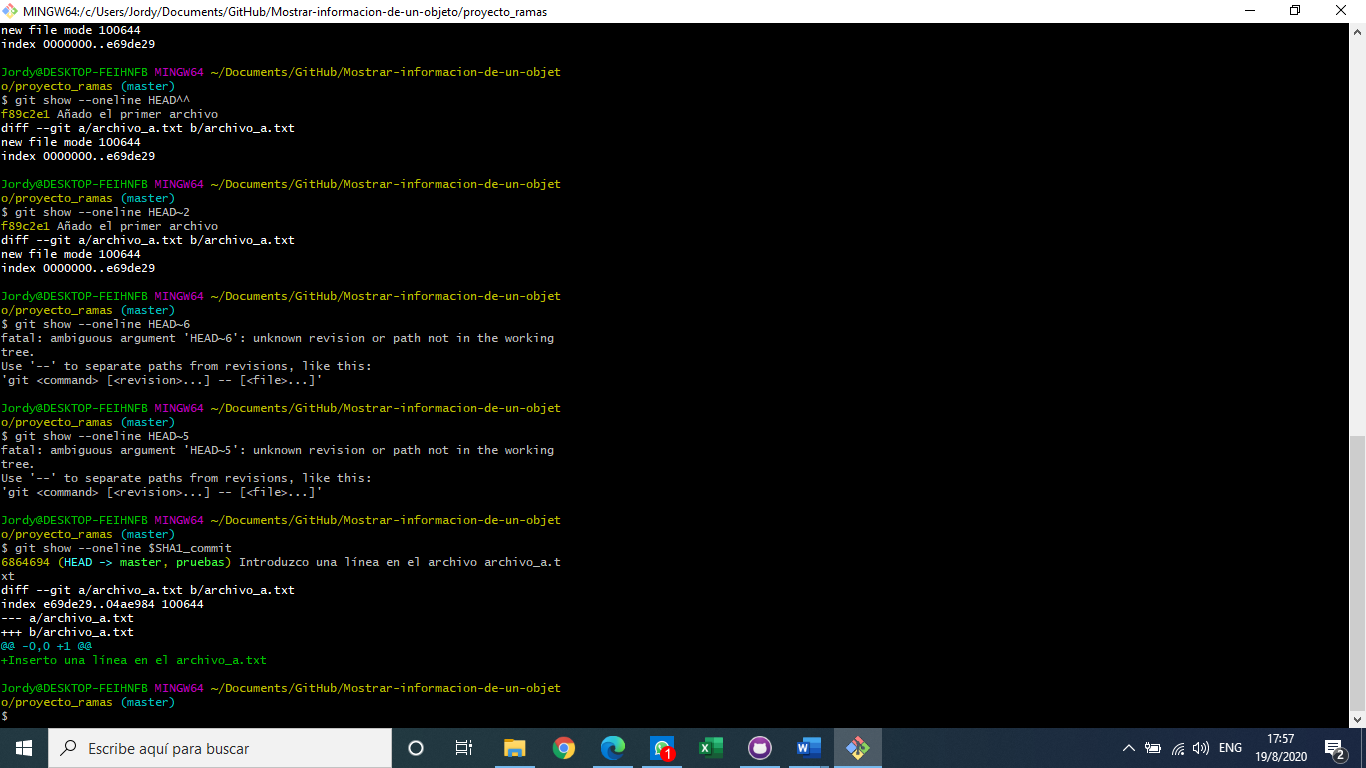 MINGW64:/c/Users/Jordy/Documents/GitHub/Mostrar-informacion-de-un-objeto/proyecto_ramas
new file mode 100644
index 0000000..e69de29
Jordy@DESKTOP-FEIHNFB MINGW64 ~/Documents/GitHub/Mostrar-informacion-de-un-objet
o/proyecto_ramas (master)
$ git show --oneline HEAD^^
f89c2e1 Añado el primer archivo
diff --git a/archivo_a.txt b/archivo_a.txt
new file mode 100644
index 0000000..e69de29
Jordy@DESKTOP-FEIHNFB MINGW64 ~/Documents/GitHub/Mostrar-informacion-de-un-objet
o/proyecto_ramas (master)
$ git show --oneline HEAD~2
f89c2e1 Añado el primer archivo
diff --git a/archivo_a.txt b/archivo_a.txt
new file mode 100644
index 0000000..e69de29
Jordy@DESKTOP-FEIHNFB MINGW64 ~/Documents/GitHub/Mostrar-informacion-de-un-objet
o/proyecto_ramas (master)
$ git show --oneline HEAD~6
fatal: ambiguous argument 'HEAD~6': unknown revision or path not in the working
tree.
Use '--' to separate paths from revisions, like this:
'git <command> [<revision>...] -- [<file>...]'
Jordy@DESKTOP-FEIHNFB MINGW64 ~/Documents/GitHub/Mostrar-informacion-de-un-objet
o/proyecto_ramas (master)
$ git show --oneline HEAD~5
fatal: ambiguous argument 'HEAD~5': unknown revision or path not in the working
tree.
Use '--' to separate paths from revisions, like this:
'git <command> [<revision>...] -- [<file>...]'
Jordy@DESKTOP-FEIHNFB MINGW64 ~/Documents/GitHub/Mostrar-informacion-de-un-objet
o/proyecto_ramas (master)
$ git show --oneline $SHA1_commit
6864694 (HEAD -> master, pruebas) Introduzco una línea en el archivo archivo_a.t
xt
diff --git a/archivo_a.txt b/archivo_a.txt
index e69de29..04ae984 100644
--- a/archivo_a.txt
+++ b/archivo_a.txt
@@ -0,0 +1 @@
+Inserto una línea en el archivo_a.txt
Jordy@DESKTOP-FEIHNFB MINGW64 ~/Documents/GitHub/Mostrar-informacion-de-un-objet
o/proyecto_ramas (master)
$
Escribe aquí para buscar
1
ENG
17:57
19/8/2020
2